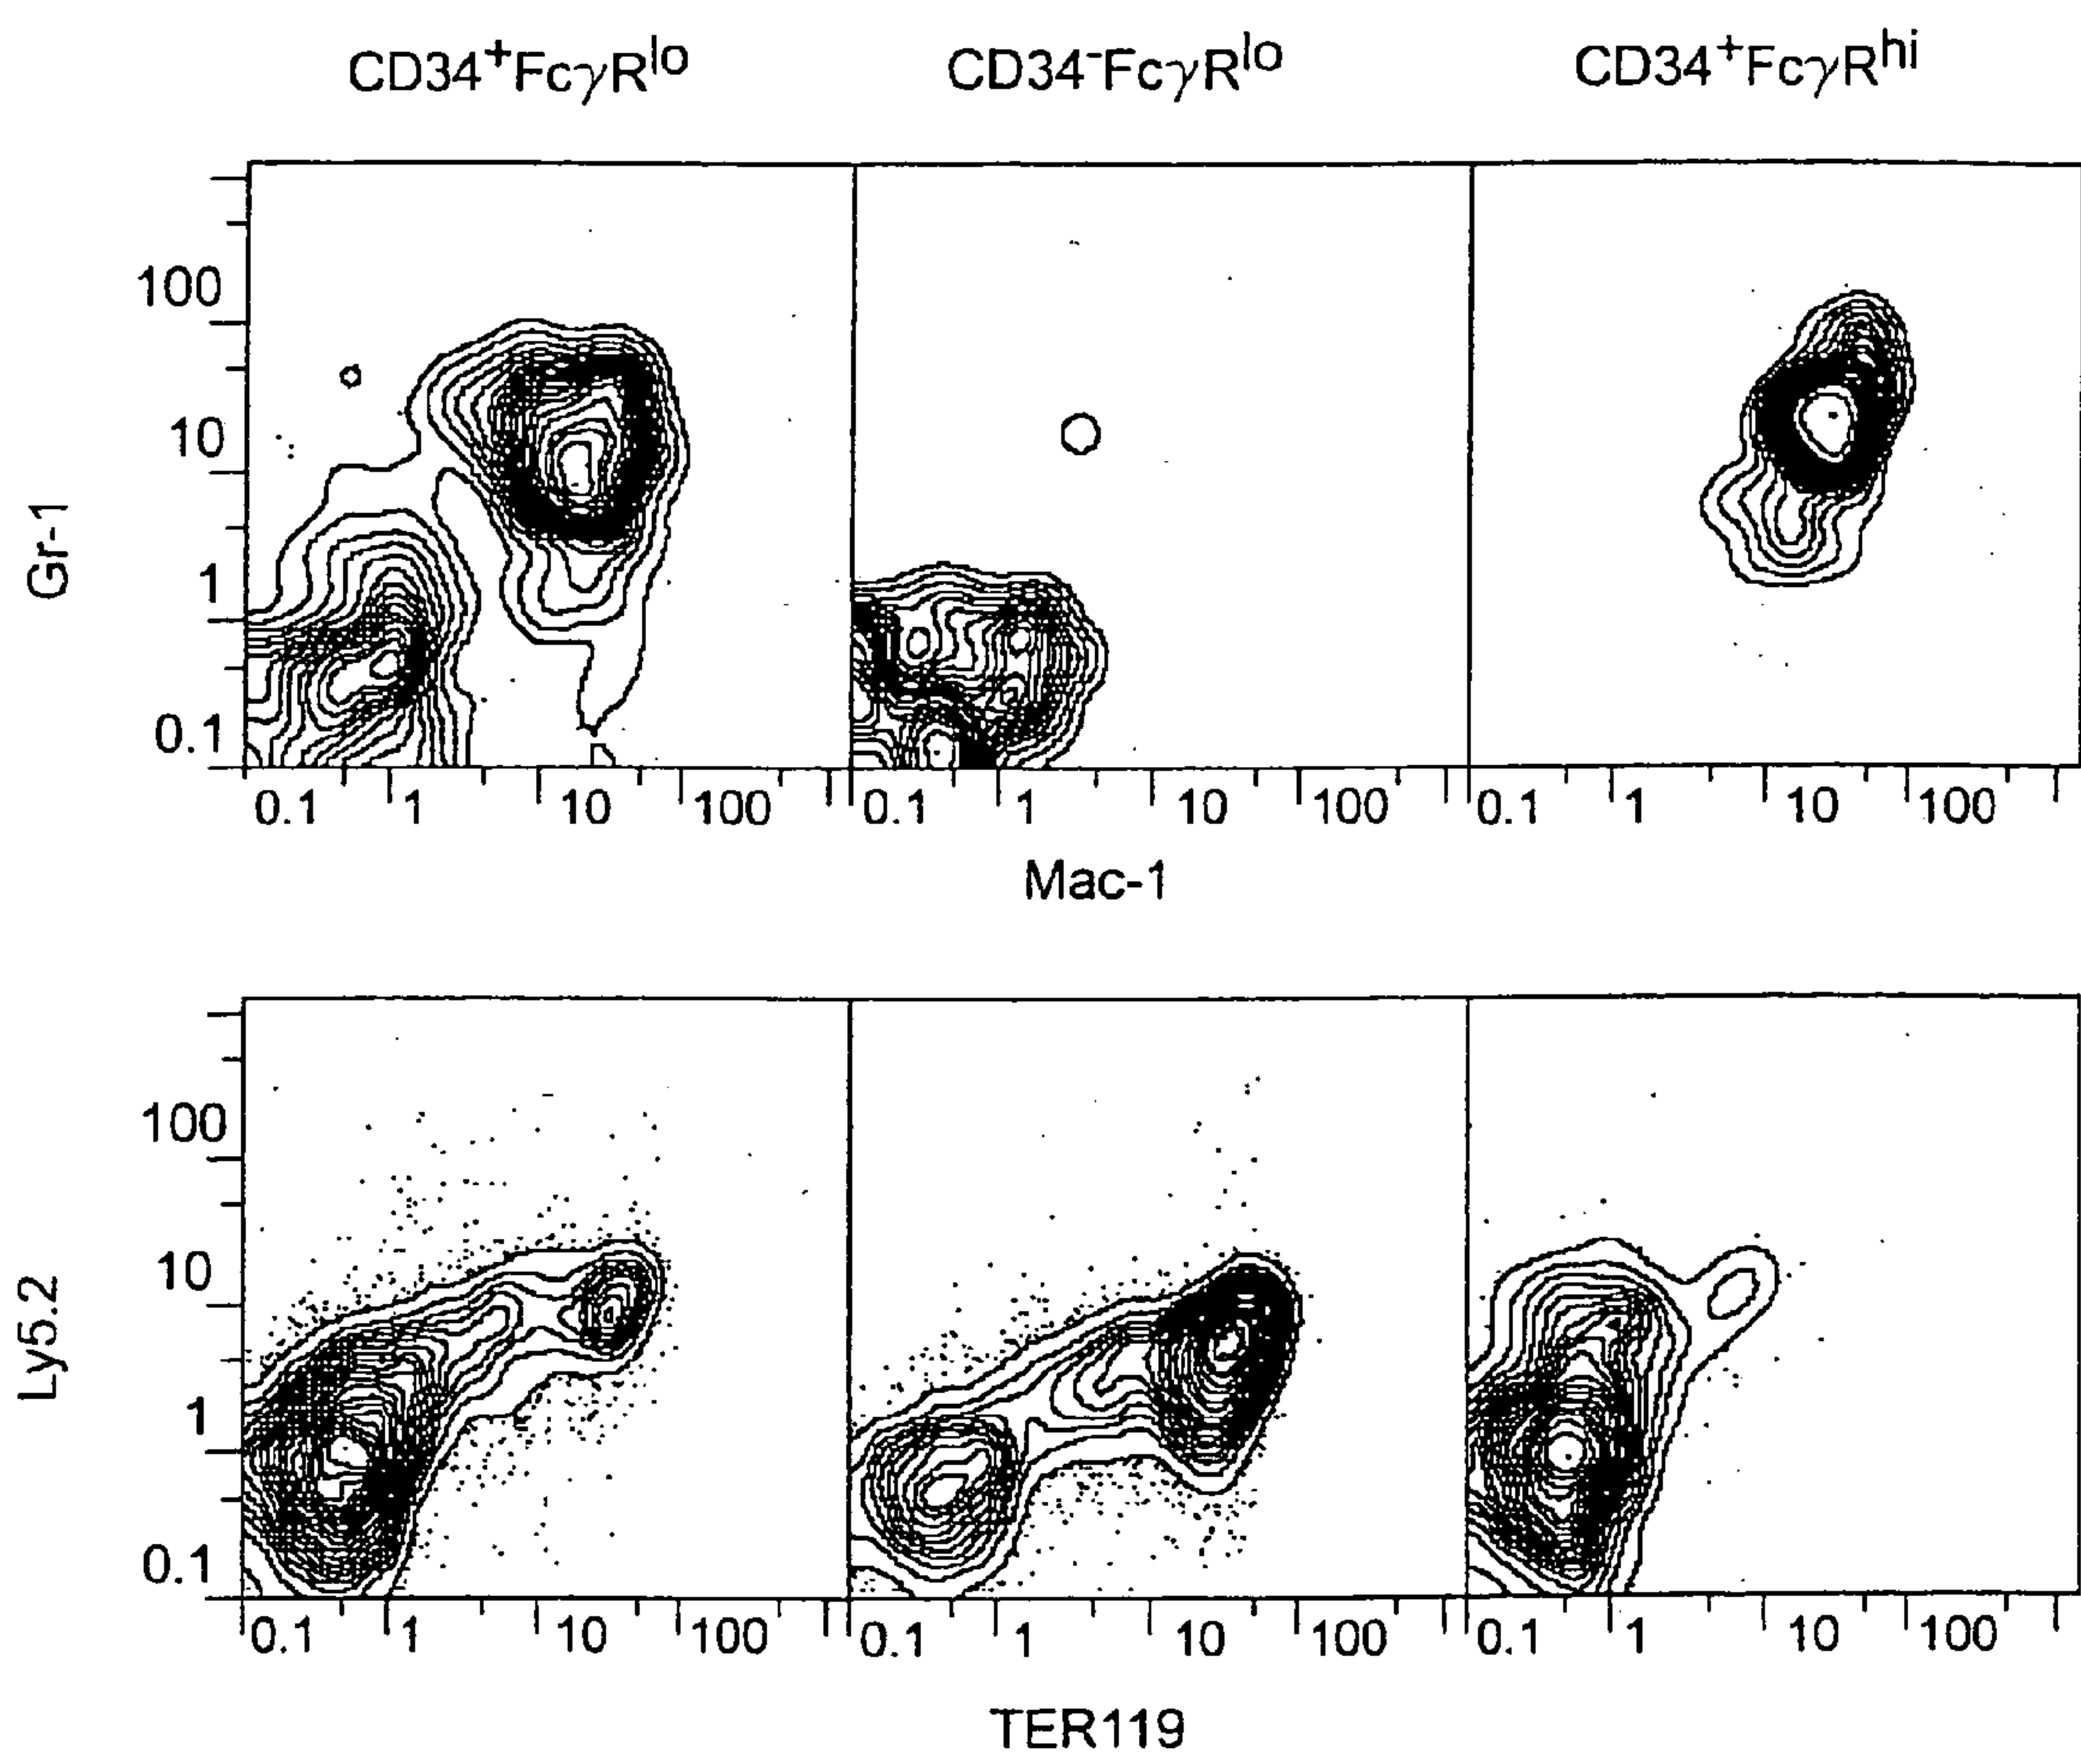 CD34⁺FcγRˡᵒ CD34⁻FcγRˡᵒ CD34⁺FcγRʰⁱ
100
10
1
0.1
Gr-1
0.1 1 10 100 0.1 1 10 100 0.1 1 10 100
Mac-1
100
10
1
0.1
Ly5.2
0.1 1 10 100 0.1 1 10 100 0.1 1 10 100
TER119